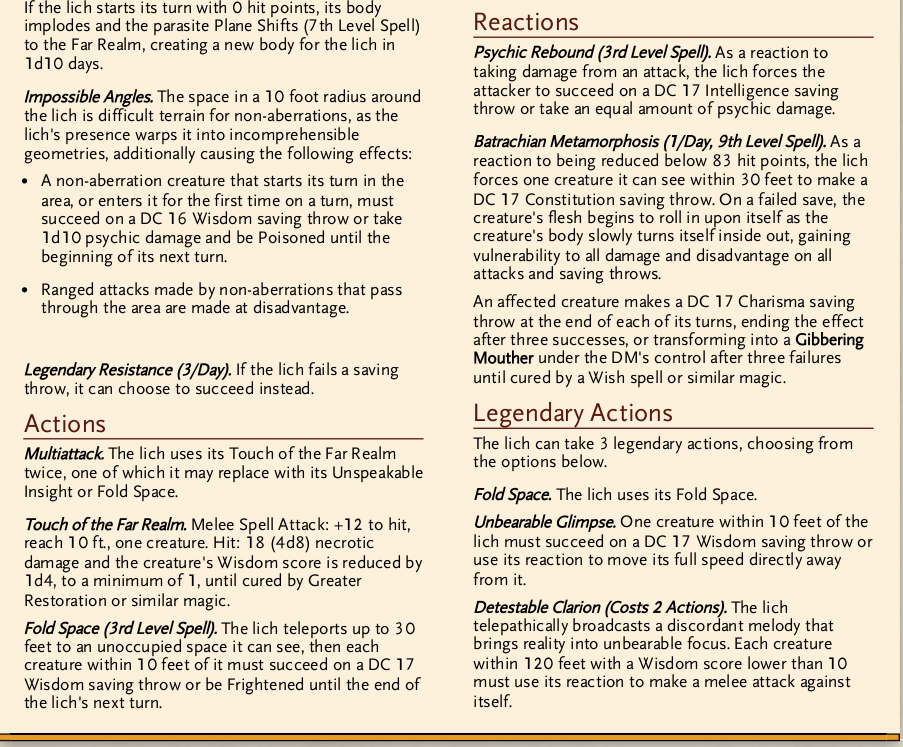 If the lich starts its turn with 0 hit points, its body
implodes and the parasite Plane Shifts (7th Level Spell)
to the Far Realm, creating a new body for the lich in
1d10 days.
Impossible Angles. The space in a 10 foot radius around
the lich is difficult terrain for non-aberrations, as the
lich's presence warps it into incomprehensible
geometries, additionally causing the following effects:
• A non-aberration creature that starts its turn in the
area, or enters it for the first time on a turn, must
succeed on a DC 16 Wisdom saving throw or take
1d10 psychic damage and be Poisoned until the
beginning of its next turn.
• Ranged attacks made by non-aberrations that pass
through the area are made at disadvantage.
Legendary Resistance (3/Day). If the lich fails a saving
throw, it can choose to succeed instead.
Actions
Multiattack. The lich uses its Touch of the Far Realm
twice, one of which it may replace with its Unspeakable
Insight or Fold Space.
Touch of the Far Realm. Melee Spell Attack: +12 to hit,
reach 10 ft., one creature. Hit: 18 (4d8) necrotic
damage and the creature's Wisdom score is reduced by
1d4, to a minimum of 1, until cured by Greater
Restoration or similar magic.
Fold Space (3rd Level Spell). The lich teleports up to 30
feet to an unoccupied space it can see, then each
creature within 10 feet of it must succeed on a DC 17
Wisdom saving throw or be Frightened until the end of
the lich's next turn.
Reactions
Psychic Rebound (3rd Level Spell). As a reaction to
taking damage from an attack, the lich forces the
attacker to succeed on a DC 17 Intelligence saving
throw or take an equal amount of psychic damage.
Batrachian Metamorphosis (1/Day, 9th Level Spell). As a
reaction to being reduced below 83 hit points, the lich
forces one creature it can see within 30 feet to make a
DC 17 Constitution saving throw. On a failed save, the
creature's flesh begins to roll in upon itself as the
creature's body slowly turns itself inside out, gaining
vulnerability to all damage and disadvantage on all
attacks and saving throws.
An affected creature makes a DC 17 Charisma saving
throw at the end of each of its turns, ending the effect
after three successes, or transforming into a Gibbering
Mouther under the DM's control after three failures
until cured by a Wish spell or similar magic.
Legendary Actions
The lich can take 3 legendary actions, choosing from
the options below.
Fold Space. The lich uses its Fold Space.
Unbearable Glimpse. One creature within 10 feet of the
lich must succeed on a DC 17 Wisdom saving throw or
use its reaction to move its full speed directly away
from it.
Detestable Clarion (Costs 2 Actions). The lich
telepathically broadcasts a discordant melody that
brings reality into unbearable focus. Each creature
within 120 feet with a Wisdom score lower than 10
must use its reaction to make a melee attack against
itself.